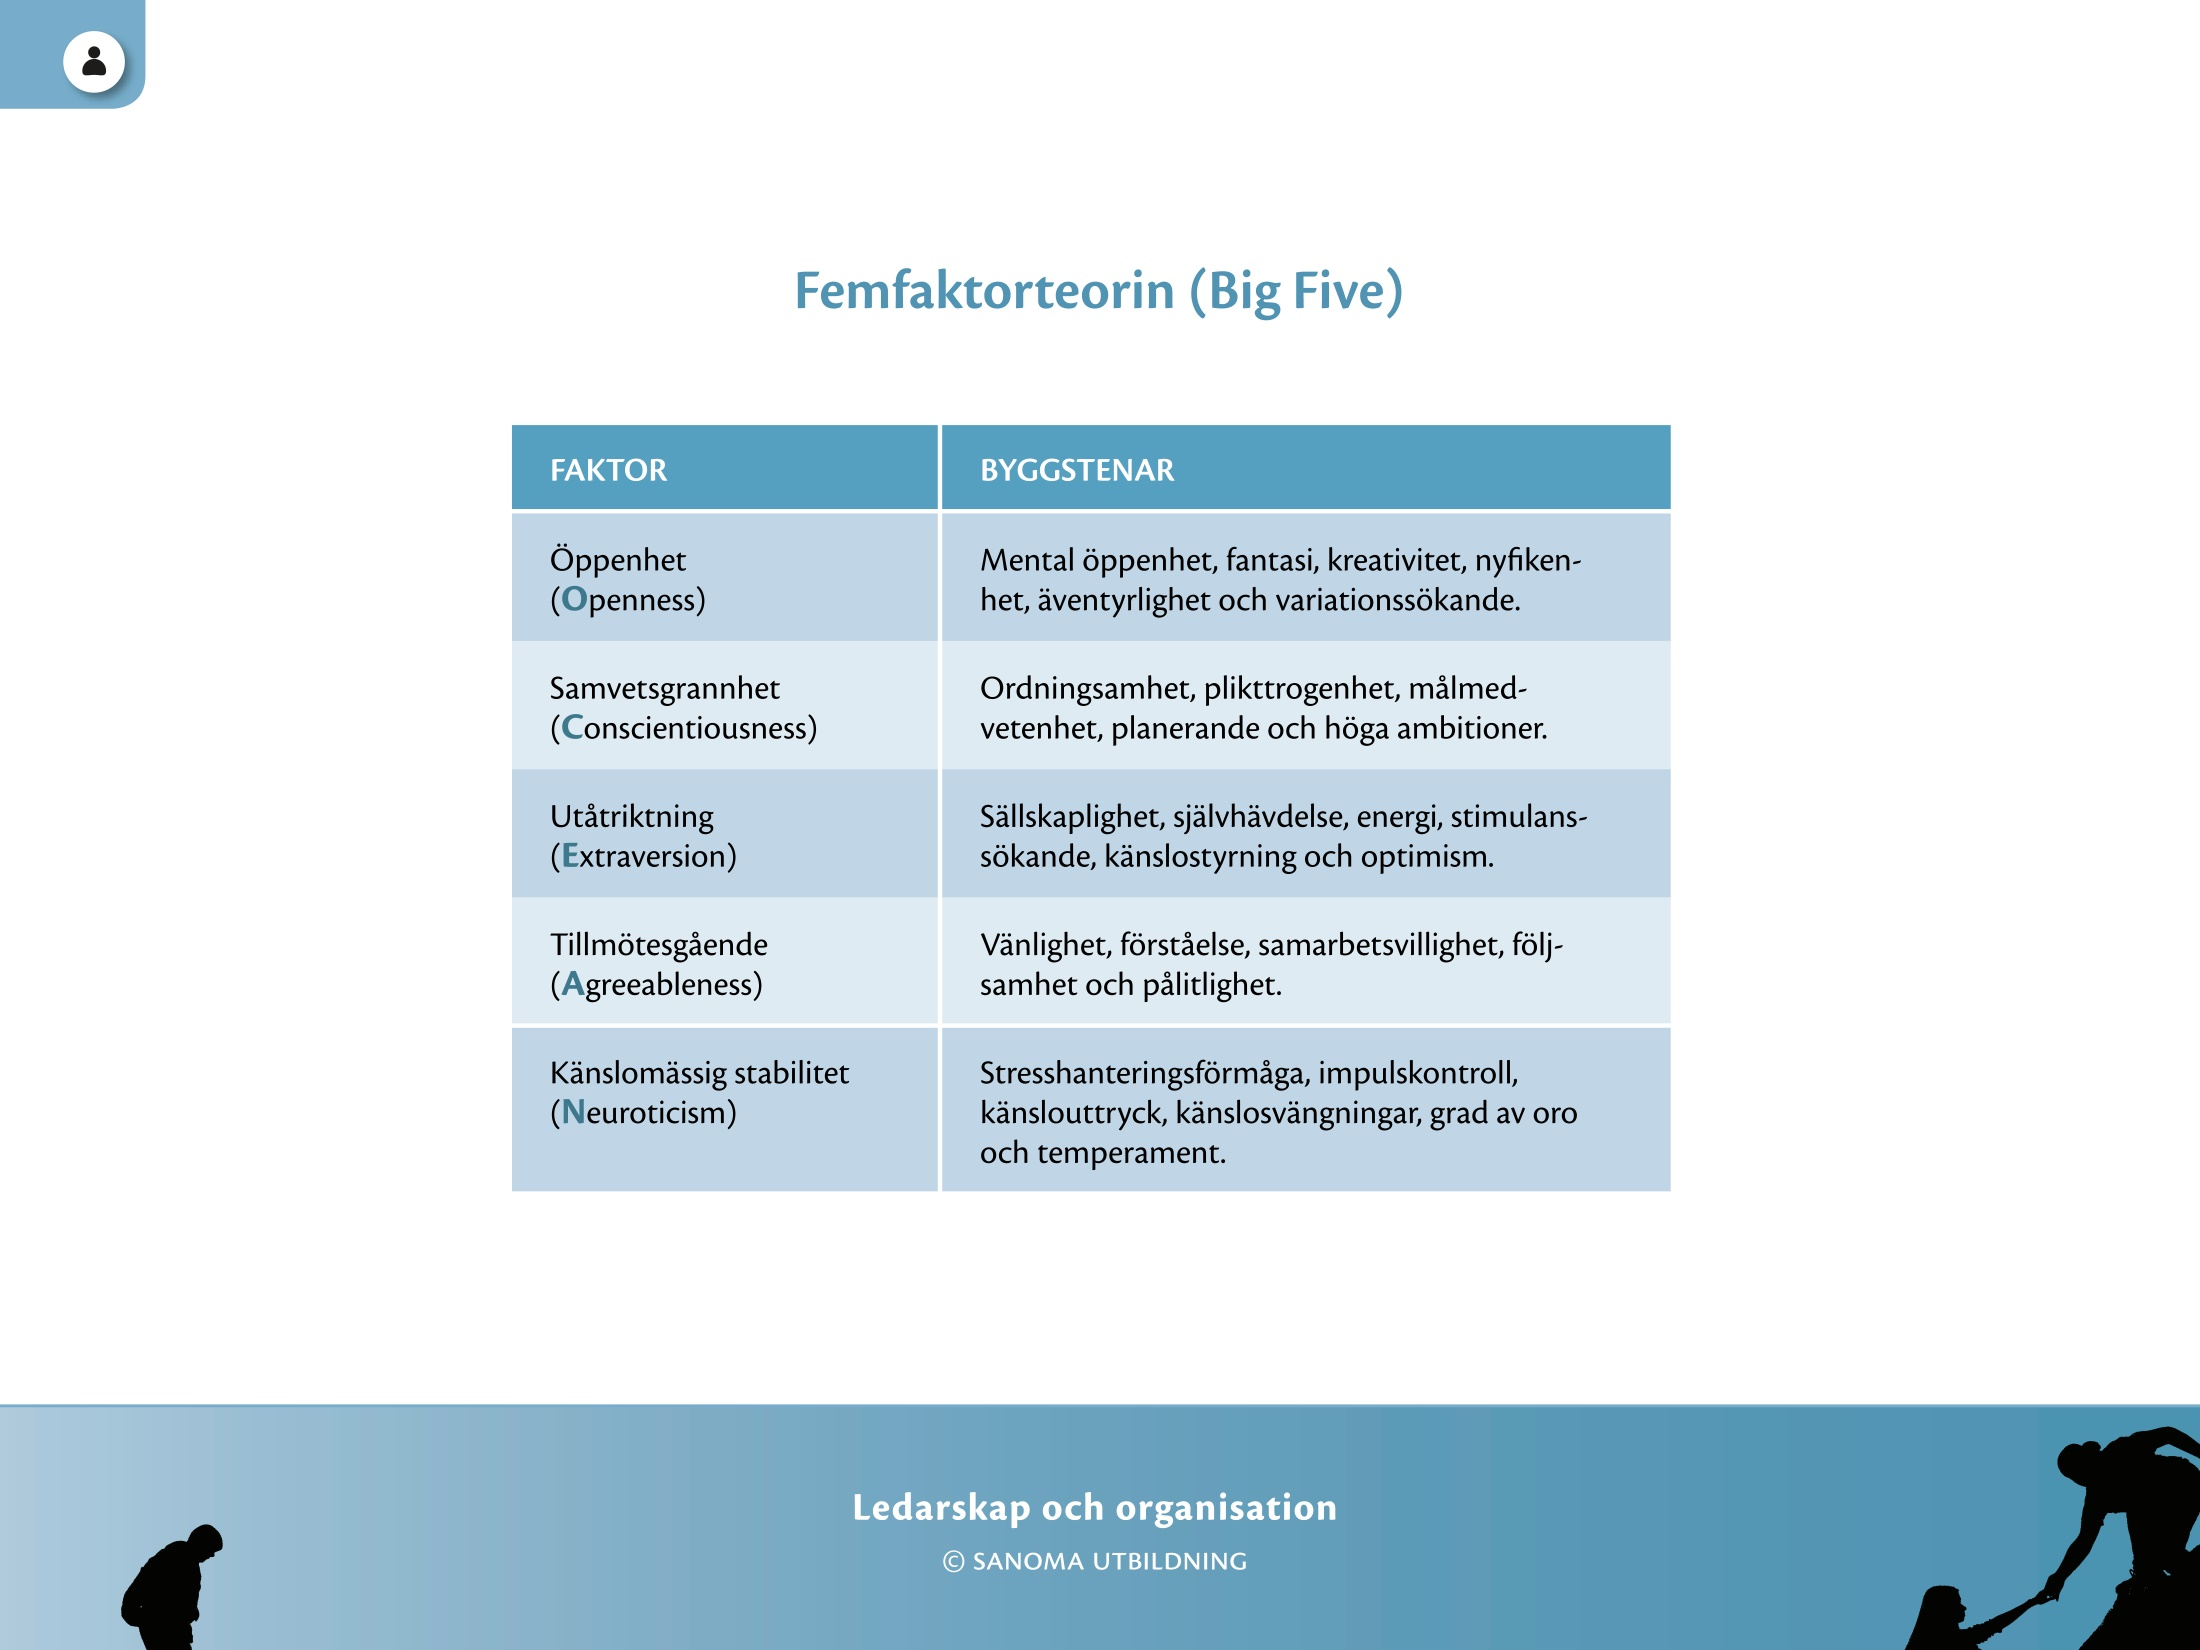 Femfaktorteorin (Big Five)
FAKTOR
BYGGSTENAR
Öppenhet
(Openness)
Mental öppenhet, fantasi, kreativitet, nyfiken-
het, äventyrlighet och variationssökande.
Samvetsgrannhet
(Conscientiousness)
Ordningsamhet, plikttrogenhet, målmed-
vetenhet, planerande och höga ambitioner.
Utåtriktning
(Extraversion)
Sällskaplighet, självhävdelse, energi, stimulans-
sökande, känslostyrning och optimism.
Tillmötesgående
(Agreeableness)
Vänlighet, förståelse, samarbetsvillighet, följ-
samhet och pålitlighet.
Känslomässig stabilitet
(Neuroticism)
Stresshanteringsförmåga, impulskontroll,
känslouttryck, känslosvängningar, grad av oro
och temperament.
Ledarskap och organisation
© SANOMA UTBILDNING